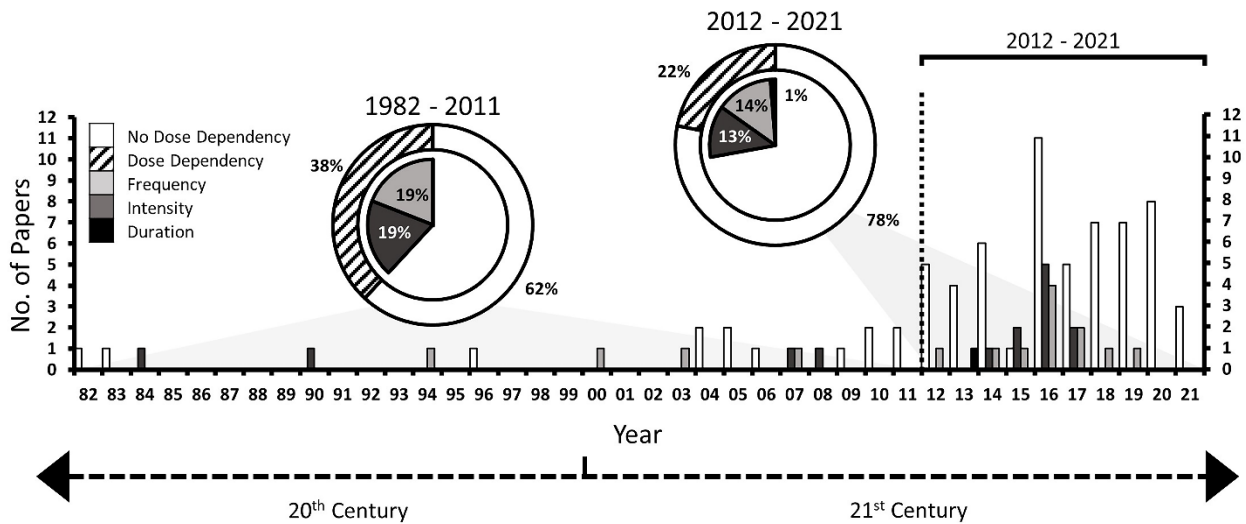 2012 - 2021
2012 - 2021
22%
1%
14%
13%
78%
1982 - 2011
38%
19%
19%
62%
No Dose Dependency
Dose Dependency
Frequency
Intensity
Duration
No. of Papers
12
11
10
9
8
7
6
5
4
3
2
1
0
12
11
10
9
8
7
6
5
4
3
2
1
0
82 83 84 85 86 87 88 89 90 91 92 93 94 95 96 97 98 99 00 01 02 03 04 05 06 07 08 09 10 11 12 13 14 15 16 17 18 19 20 21
Year
20th Century
21st Century